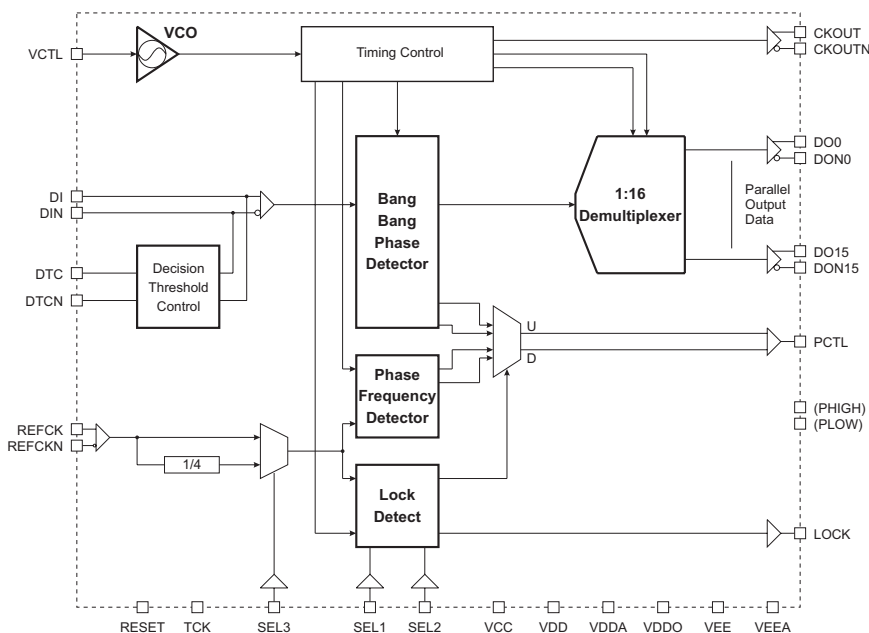 VCO
VCTL
Timing Control
CKOUT
CKOUTN
DO0
DON0
DI
DIN
Bang
Bang
Phase
Detector
1:16
Demultiplexer
Parallel
Output
Data
DTC
DTCN
Decision
Threshold
Control
DO15
DON15
U
D
PCTL
Phase
Frequency
Detector
(PHIGH)
(PLOW)
REFCK
REFCKN
1/4
Lock
Detect
LOCK
RESET TCK SEL3 SEL1 SEL2 VCC VDD VDDA VDDO VEE VEEA